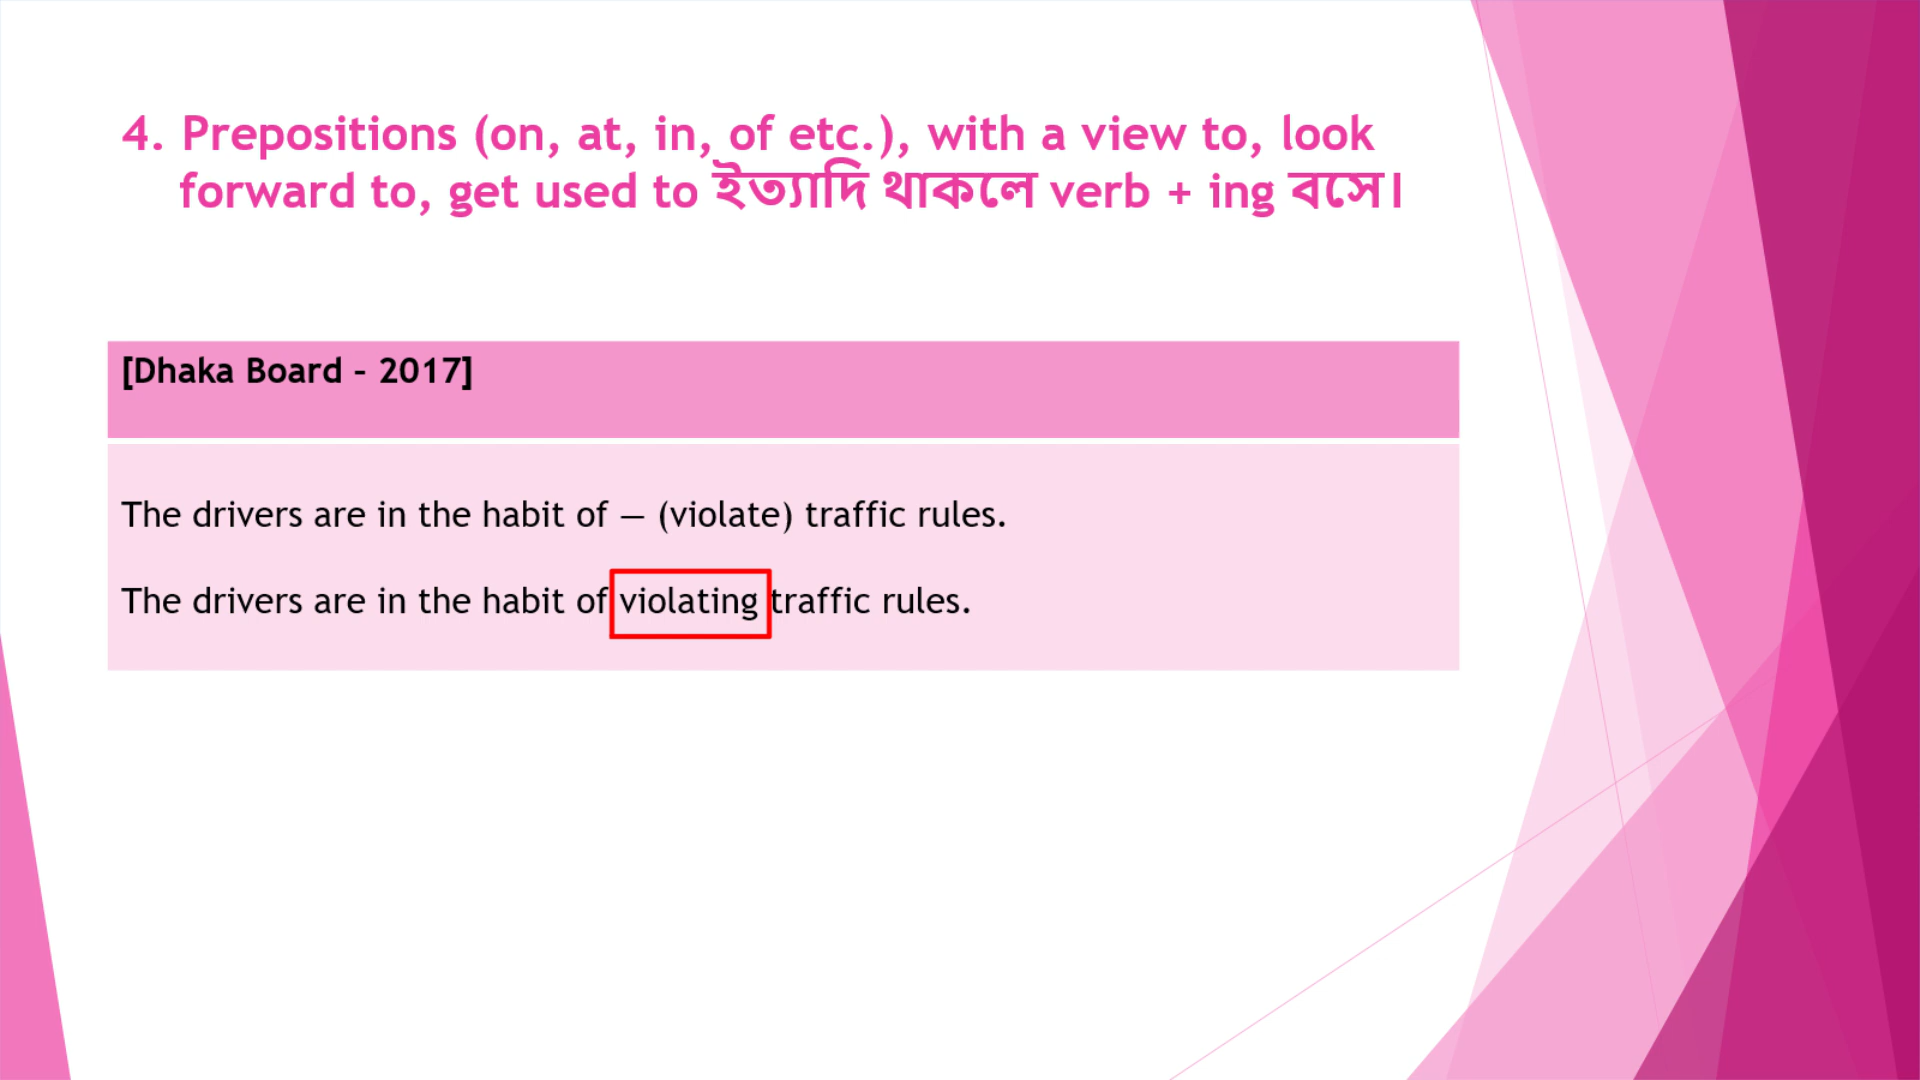 4. Prepositions (on, at, in, of etc.), with a view to, look
forward to, get used to ইত্যাদি থাকলে verb + ing বসে।
[Dhaka Board – 2017]
The drivers are in the habit of — (violate) traffic rules.
The drivers are in the habit of violating traffic rules.